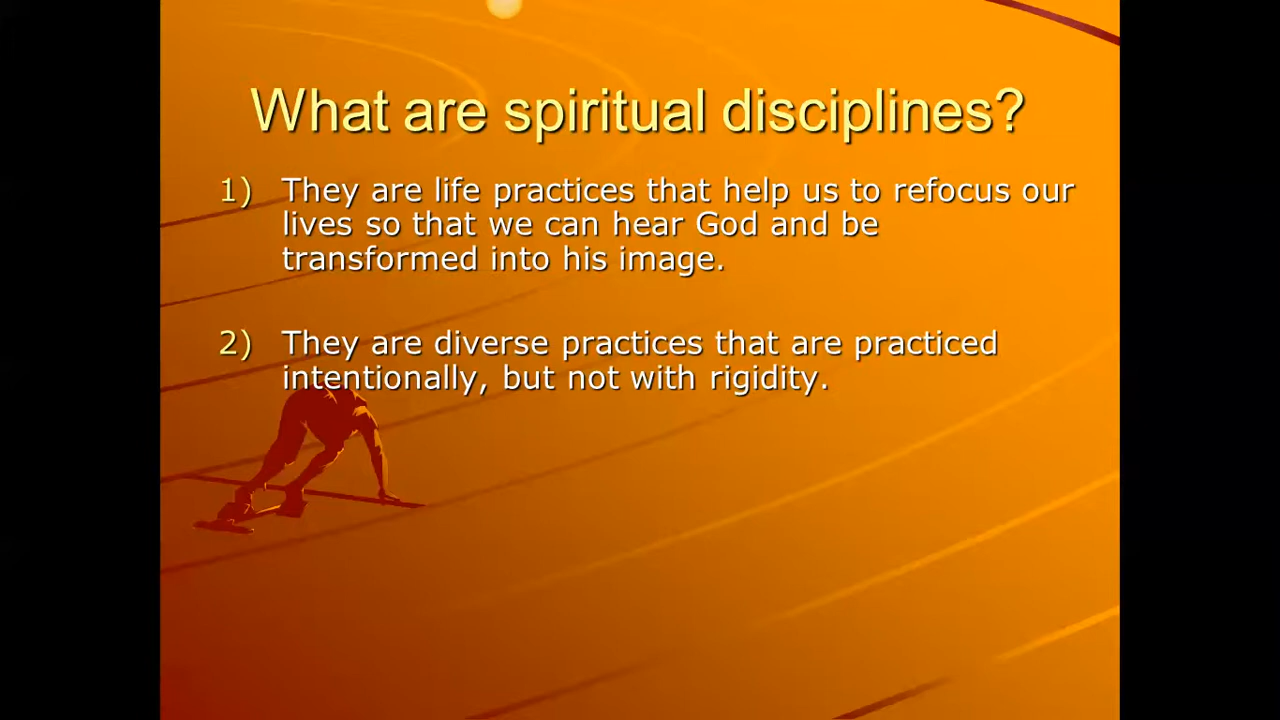 What are spiritual disciplines?
1) They are life practices that help us to refocus our
lives so that we can hear God and be
transformed into his image.
2) They are diverse practices that are practiced
intentionally, but not with rigidity.